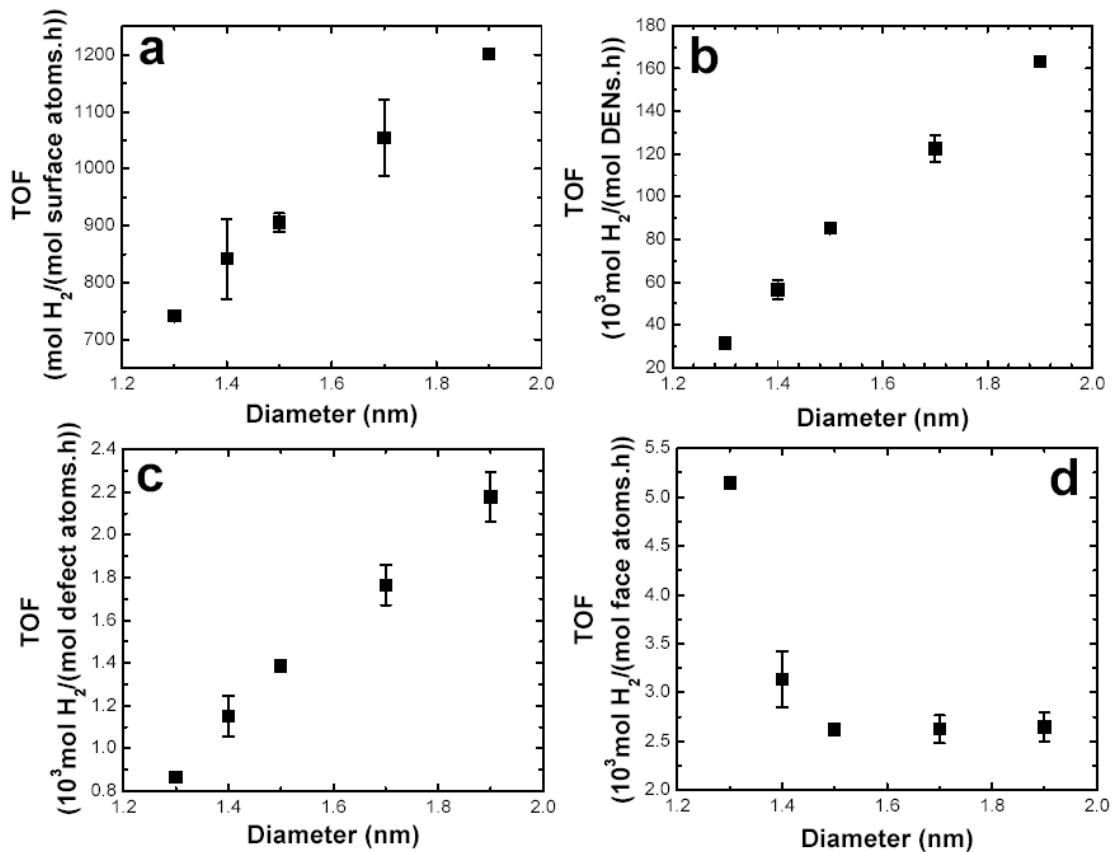 a
1200
1100
1000
900
800
700
1.2 1.4 1.6 1.8 2.0
Diameter (nm)
TOF
(mol H₂/(mol surface atoms.h))
b
180
160
140
120
100
80
60
40
20
1.2 1.4 1.6 1.8 2.0
Diameter (nm)
TOF
(10³mol H₂/(mol DENs.h))
c
2.4
2.2
2.0
1.8
1.6
1.4
1.2
1.0
0.8
1.2 1.4 1.6 1.8 2.0
Diameter (nm)
TOF
(10³mol H₂/(mol defect atoms.h))
d
5.5
5.0
4.5
4.0
3.5
3.0
2.5
2.0
1.2 1.4 1.6 1.8 2.0
Diameter (nm)
TOF
(10³mol H₂/(mol face atoms.h))